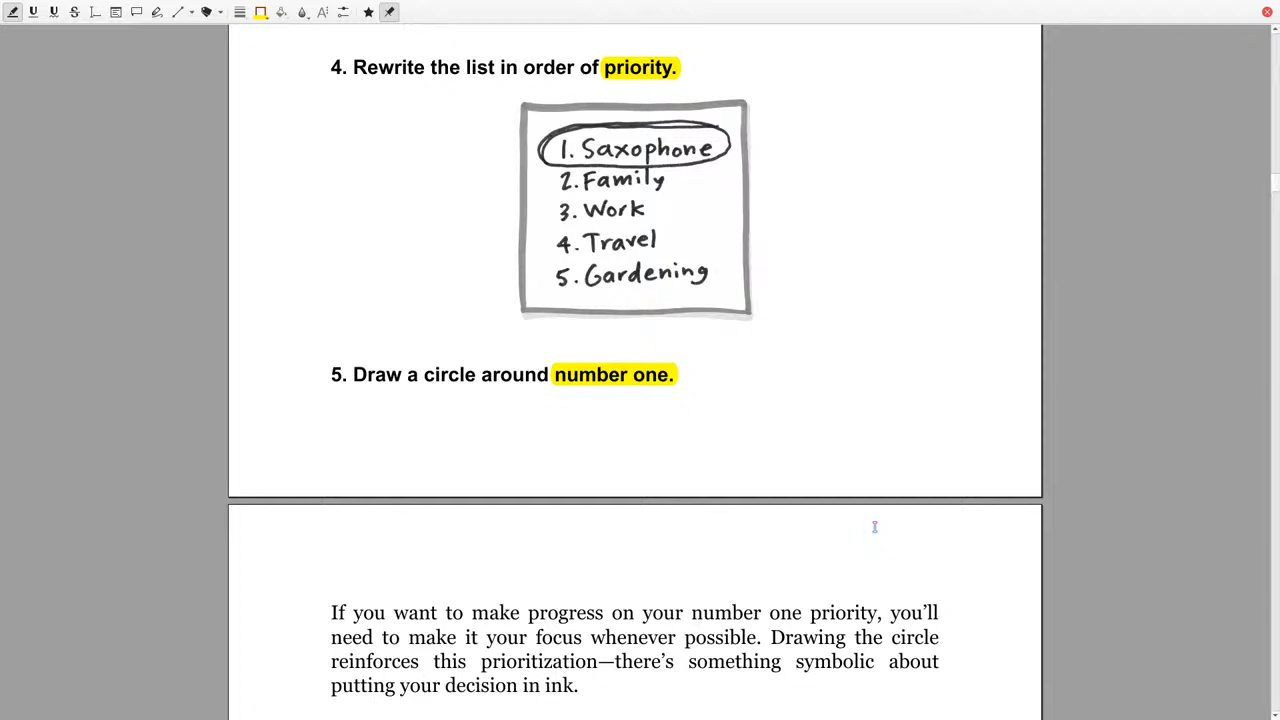 4. Rewrite the list in order of priority.
1. Saxophone
2. Family
3. Work
4. Travel
5. Gardening
5. Draw a circle around number one.
If you want to make progress on your number one priority, you’ll
need to make it your focus whenever possible. Drawing the circle
reinforces this prioritization—there’s something symbolic about
putting your decision in ink.